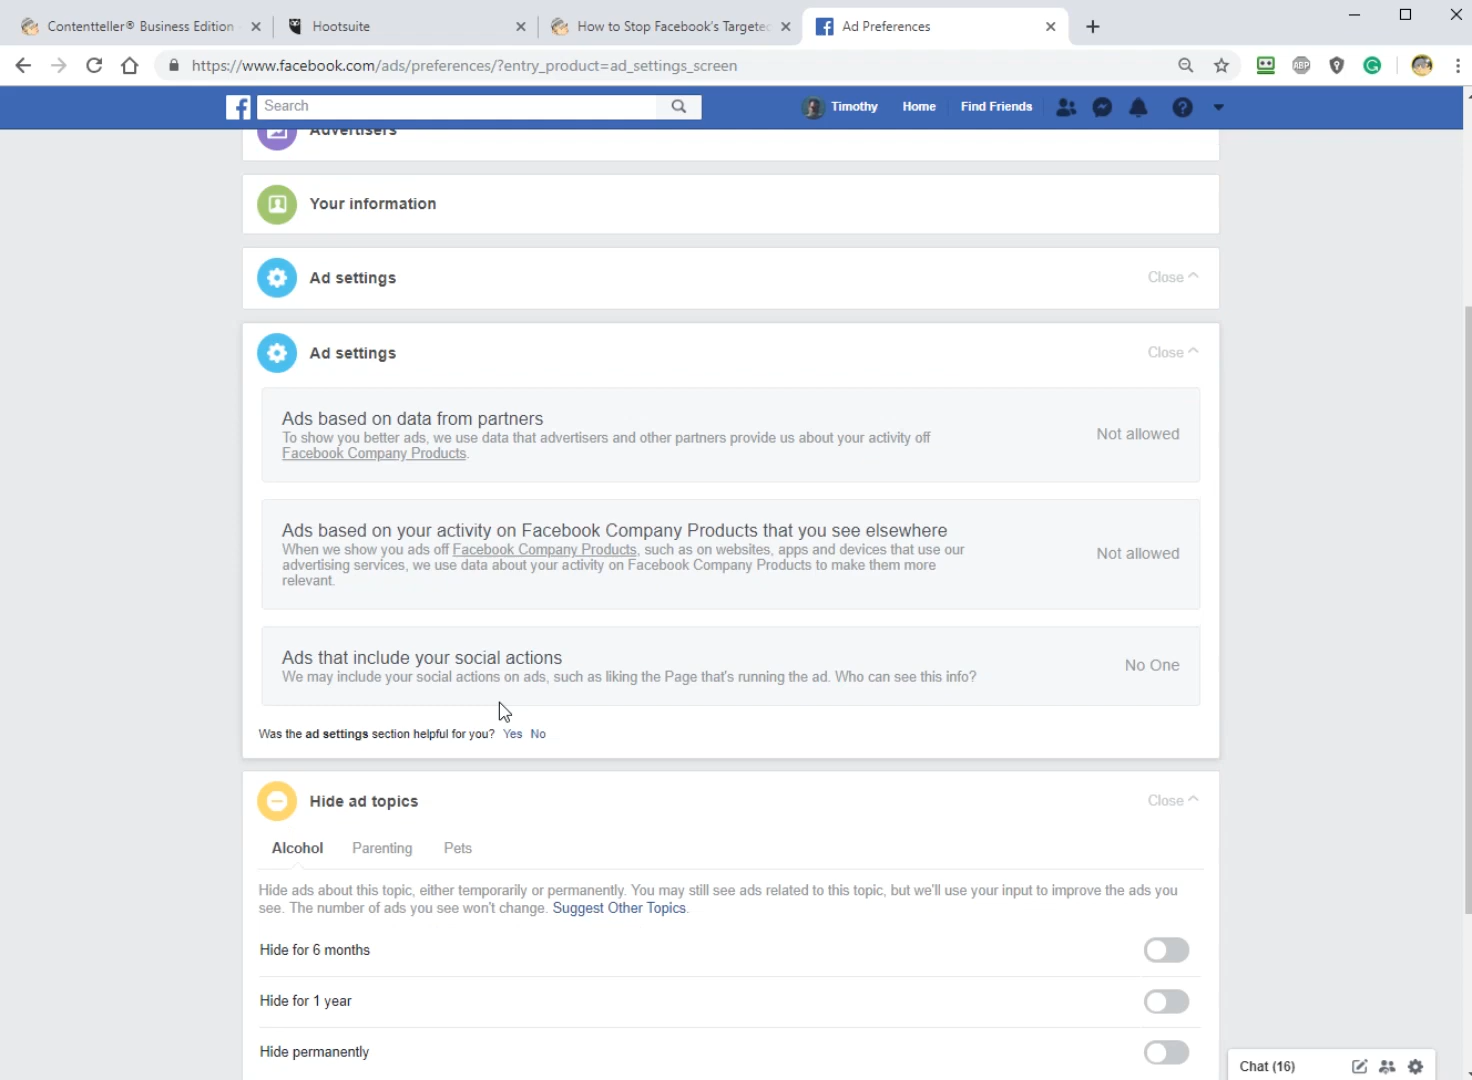 Contentteller® Business Edition
Hootsuite
How to Stop Facebook's Targeted
Ad Preferences
https://www.facebook.com/ads/preferences/?entry_product=ad_settings_screen
ABP
Search
Timothy
Home
Find Friends
Advertisers
Your information
Ad settings
Close
Ad settings
Close
Ads based on data from partners
To show you better ads, we use data that advertisers and other partners provide us about your activity off
Facebook Company Products.
Not allowed
Ads based on your activity on Facebook Company Products that you see elsewhere
When we show you ads off Facebook Company Products, such as on websites, apps and devices that use our
advertising services, we use data about your activity on Facebook Company Products to make them more
relevant.
Not allowed
Ads that include your social actions
We may include your social actions on ads, such as liking the Page that's running the ad. Who can see this info?
No One
Was the ad settings section helpful for you? Yes No
Hide ad topics
Close
Alcohol Parenting Pets
Hide ads about this topic, either temporarily or permanently. You may still see ads related to this topic, but we'll use your input to improve the ads you
see. The number of ads you see won't change. Suggest Other Topics.
Hide for 6 months
Hide for 1 year
Hide permanently
Chat (16)